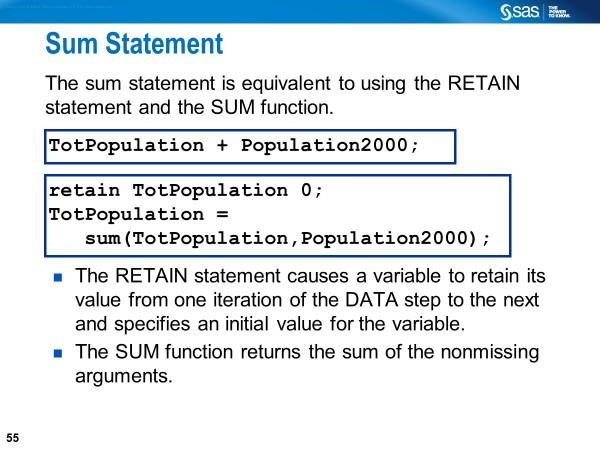 sas THE POWER TO KNOW.
Sum Statement
The sum statement is equivalent to using the RETAIN
statement and the SUM function.
TotPopulation + Population2000;
retain TotPopulation 0;
TotPopulation =
sum(TotPopulation,Population2000);
■ The RETAIN statement causes a variable to retain its
value from one iteration of the DATA step to the next
and specifies an initial value for the variable.
■ The SUM function returns the sum of the nonmissing
arguments.
55